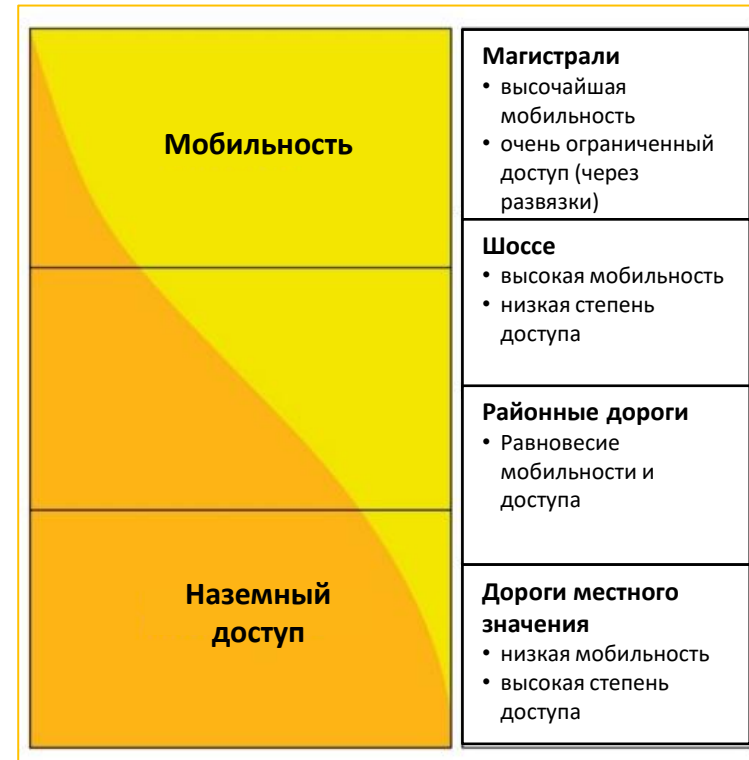 Мобильность
Наземный
доступ
Магистрали
• высочайшая
мобильность
• очень ограниченный
доступ (через
развязки)
Шоссе
• высокая мобильность
• низкая степень
доступа
Районные дороги
• Равновесие
мобильности и
доступа
Дороги местного
значения
• низкая мобильность
• высокая степень
доступа